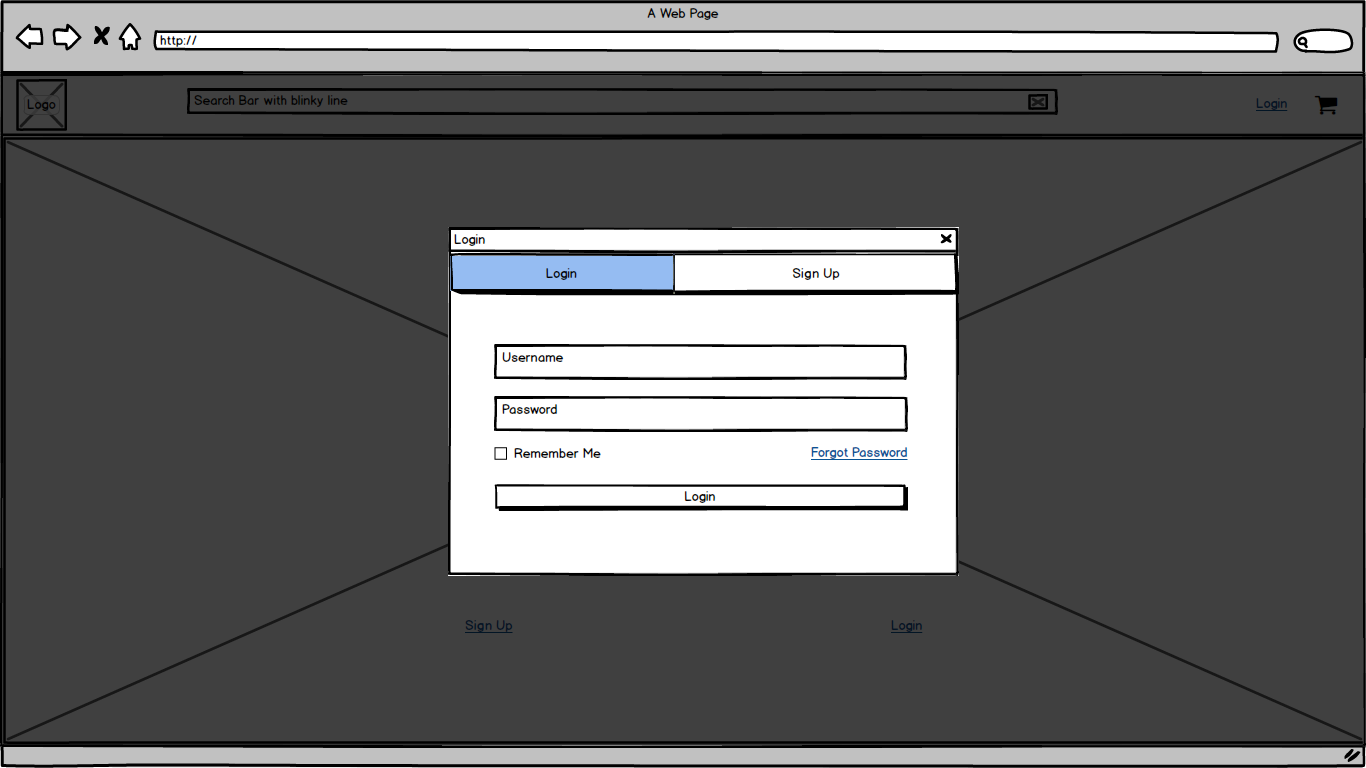 A Web Page
http://
Logo
Search Bar with blinky line
Login
Login
Login
Sign Up
Username
Password
Remember Me
Forgot Password
Login
Sign Up
Login